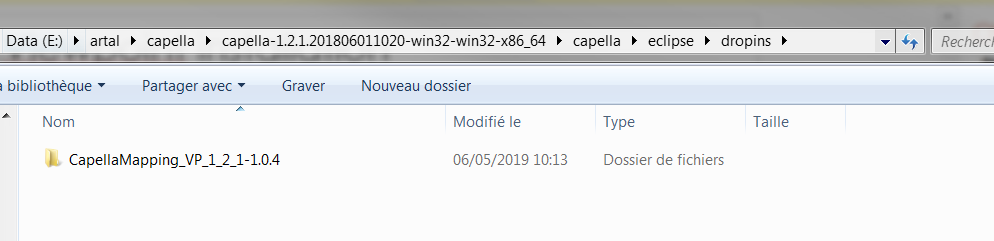 Data (E:) artal capella capella-1.2.1.201806011020-win32-win32-x86_64 capella eclipse dropins Recherch
a bibliothèque Partager avec Graver Nouveau dossier
Nom Modifié le Type Taille
CapellaMapping_VP_1_2_1-1.0.4 06/05/2019 10:13 Dossier de fichiers